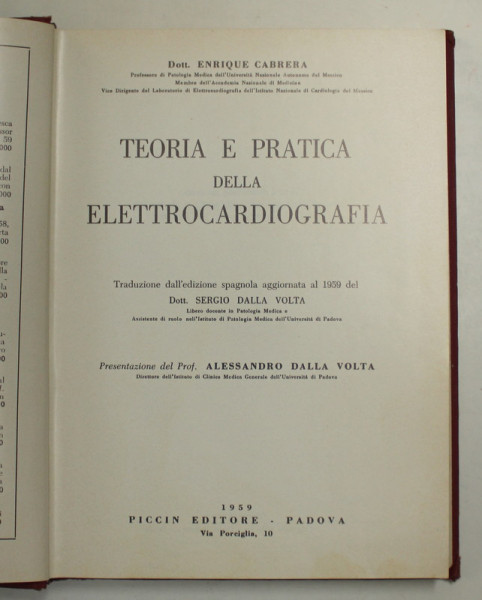 Dott. ENRIQUE CABRERA
Professore di Patologia Medica dell'Università Nazionale Autonoma del Messico
Membro dell'Accademia Nazionale di Medicina
Vice Dirigente del Laboratorio di Elettrocardiografia dell'Istituto Nazionale di Cardiologia del Messico
TEORIA E PRATICA
DELLA
ELETTROCARDIOGRAFIA
Traduzione dall'edizione spagnola aggiornata al 1959 del
Dott. SERGIO DALLA VOLTA
Libero docente in Patologia Medica e
Assistente di ruolo nell'Istituto di Patologia Medica dell'Università di Padova
Presentazione del Prof. ALESSANDRO DALLA VOLTA
Direttore dell'Istituto di Clinica Medica Generale dell'Università di Padova
1959
PICCIN EDITORE - PADOVA
Via Porciglia, 10